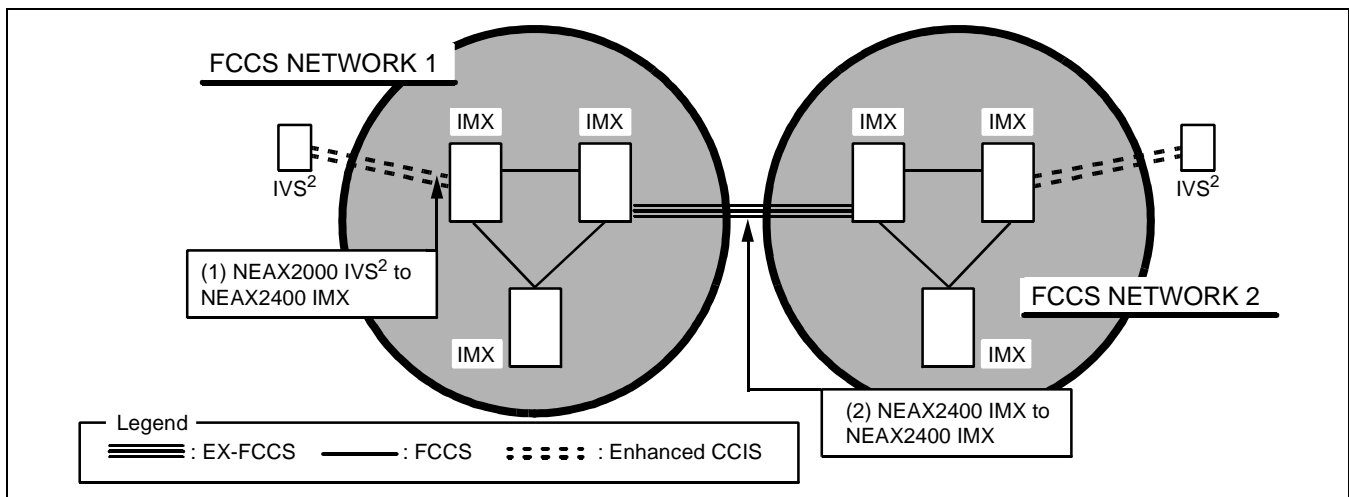 FCCS NETWORK 1
IMX
IMX
IMX
IMX
IVS²
IVS²
(1) NEAX2000 IVS² to
NEAX2400 IMX
FCCS NETWORK 2
IMX
IMX
(2) NEAX2400 IMX to
NEAX2400 IMX
Legend
: EX-FCCS
: FCCS
: Enhanced CCIS